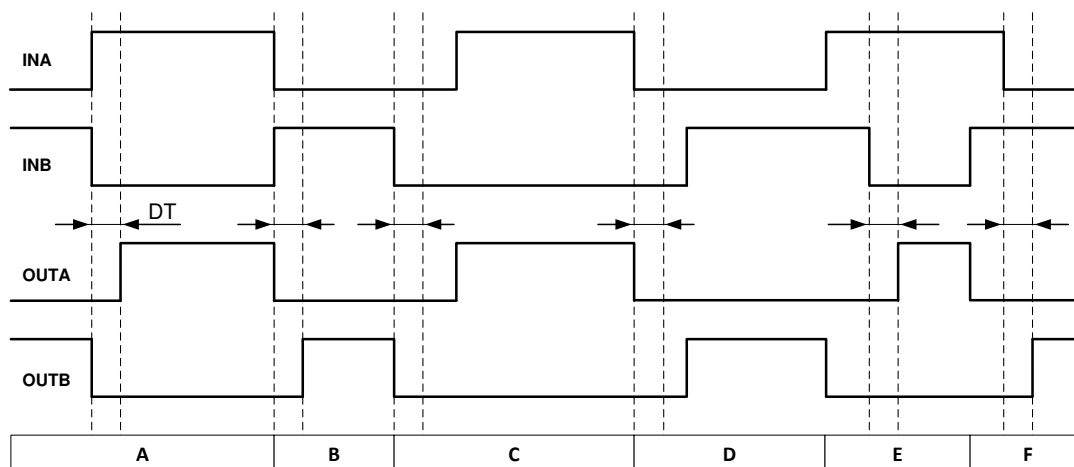 INA
INB
DT
OUTA
OUTB
A B C D E F